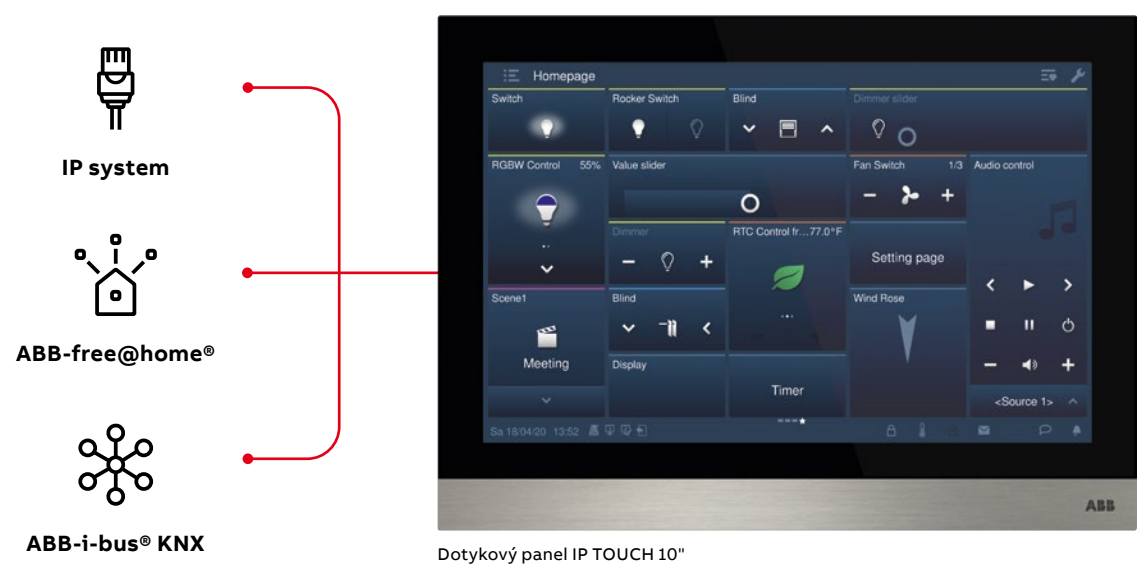 IP system
ABB-free@home®
ABB-i-bus® KNX
Homepage
Switch
Rocker Switch
Blind
Dimmer slider
RGBW Control 55%
Value slider
Fan Switch 1/3
Audio control
Dimmer
RTC Control fr...77.0°F
Setting page
Scene1
Blind
Wind Rose
Meeting
Display
Timer
<Source 1>
Sa 18/04/20 13:52
ABB
Dotykový panel IP TOUCH 10"